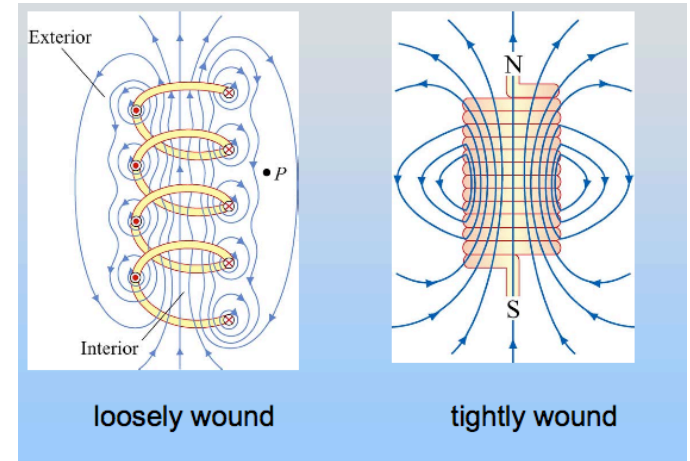 Exterior
P
Interior
N
S
loosely wound
tightly wound